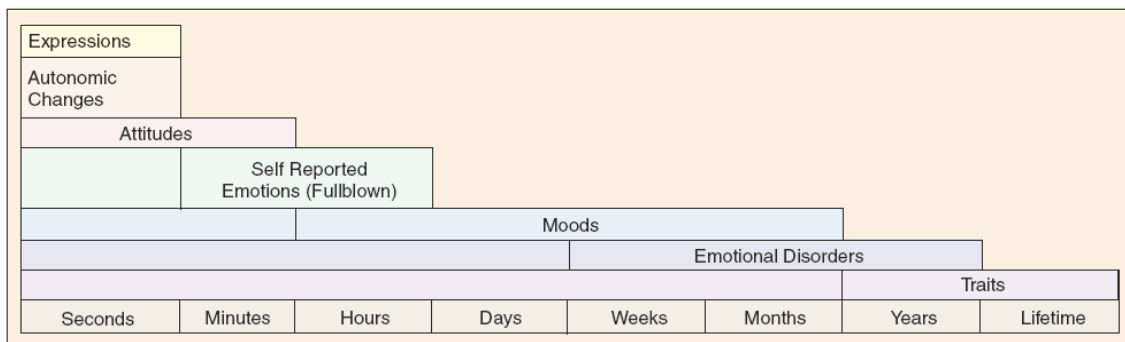 Expressions
Autonomic
Changes
Attitudes
Self Reported
Emotions (Fullblown)
Moods
Emotional Disorders
Traits
Seconds Minutes Hours Days Weeks Months Years Lifetime